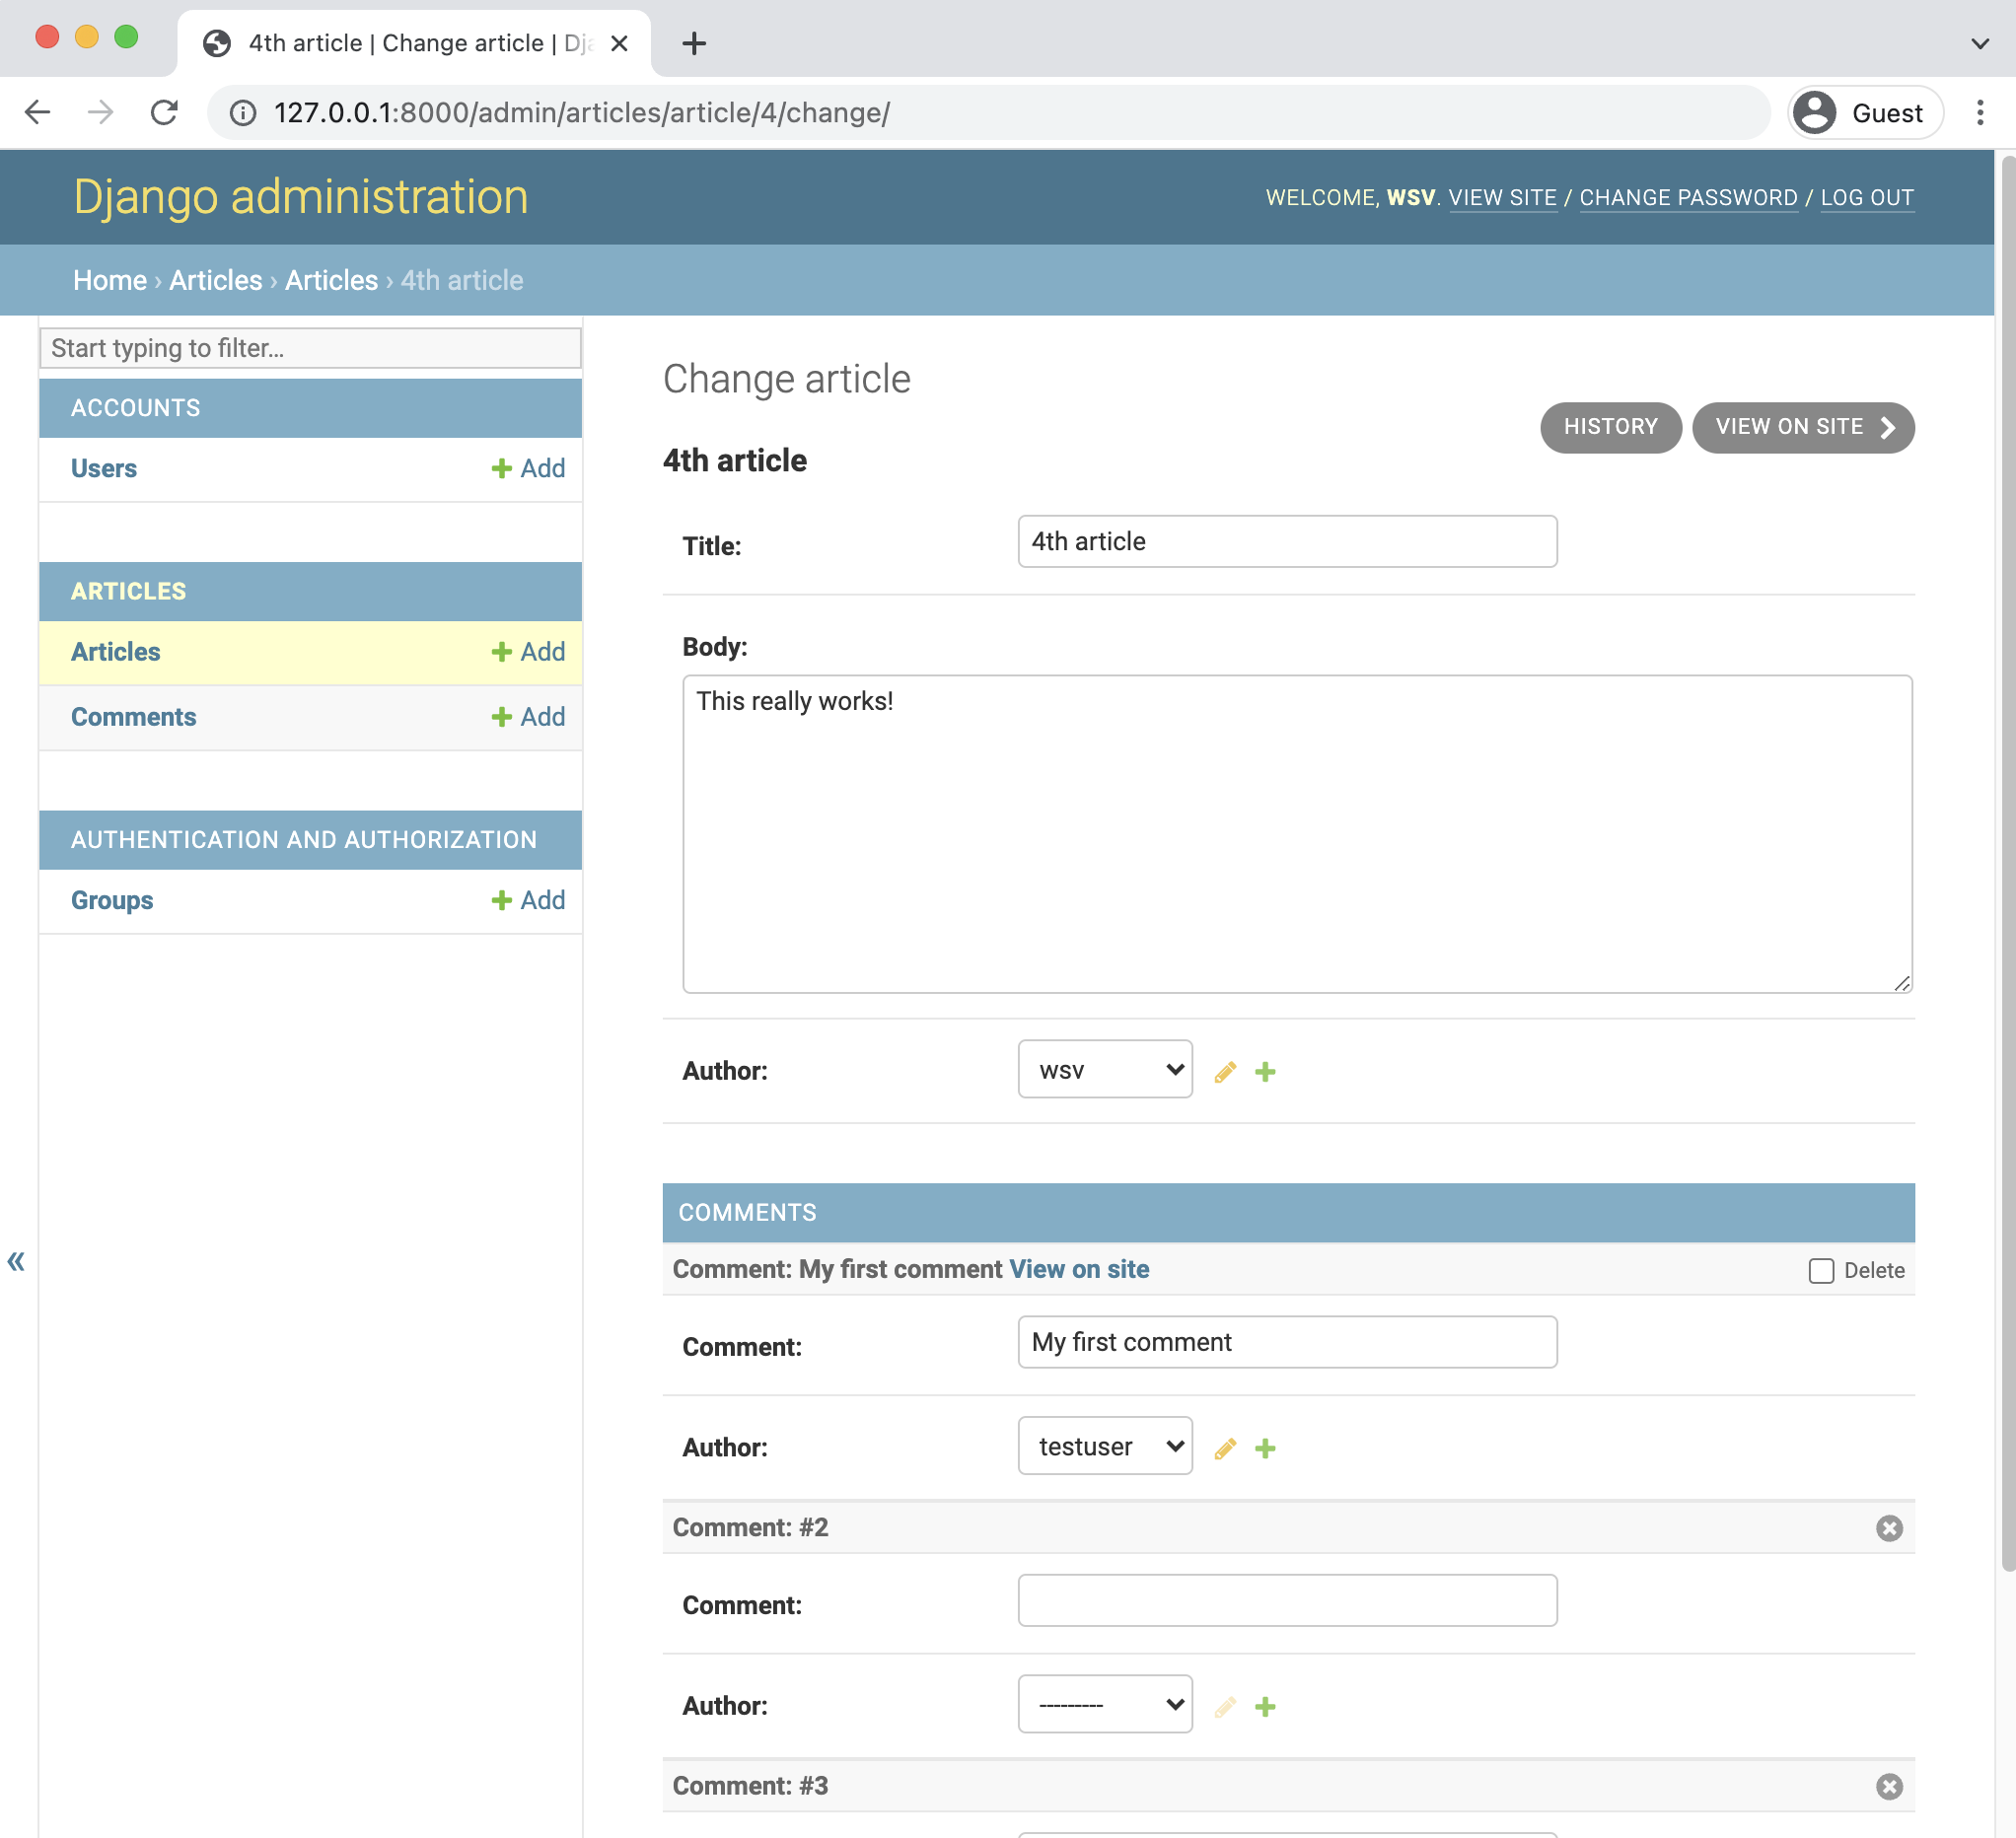 4th article | Change article | Dja
127.0.0.1:8000/admin/articles/article/4/change/
Guest
Django administration
WELCOME, WSV. VIEW SITE / CHANGE PASSWORD / LOG OUT
Home › Articles › Articles › 4th article
Start typing to filter...
ACCOUNTS
Users
Add
ARTICLES
Articles
Add
Comments
Add
AUTHENTICATION AND AUTHORIZATION
Groups
Add
«
Change article
HISTORY
VIEW ON SITE
4th article
Title:
4th article
Body:
This really works!
Author:
wsv
COMMENTS
Comment: My first comment View on site
Delete
Comment:
My first comment
Author:
testuser
Comment: #2
Comment:
Author:
---------
Comment: #3